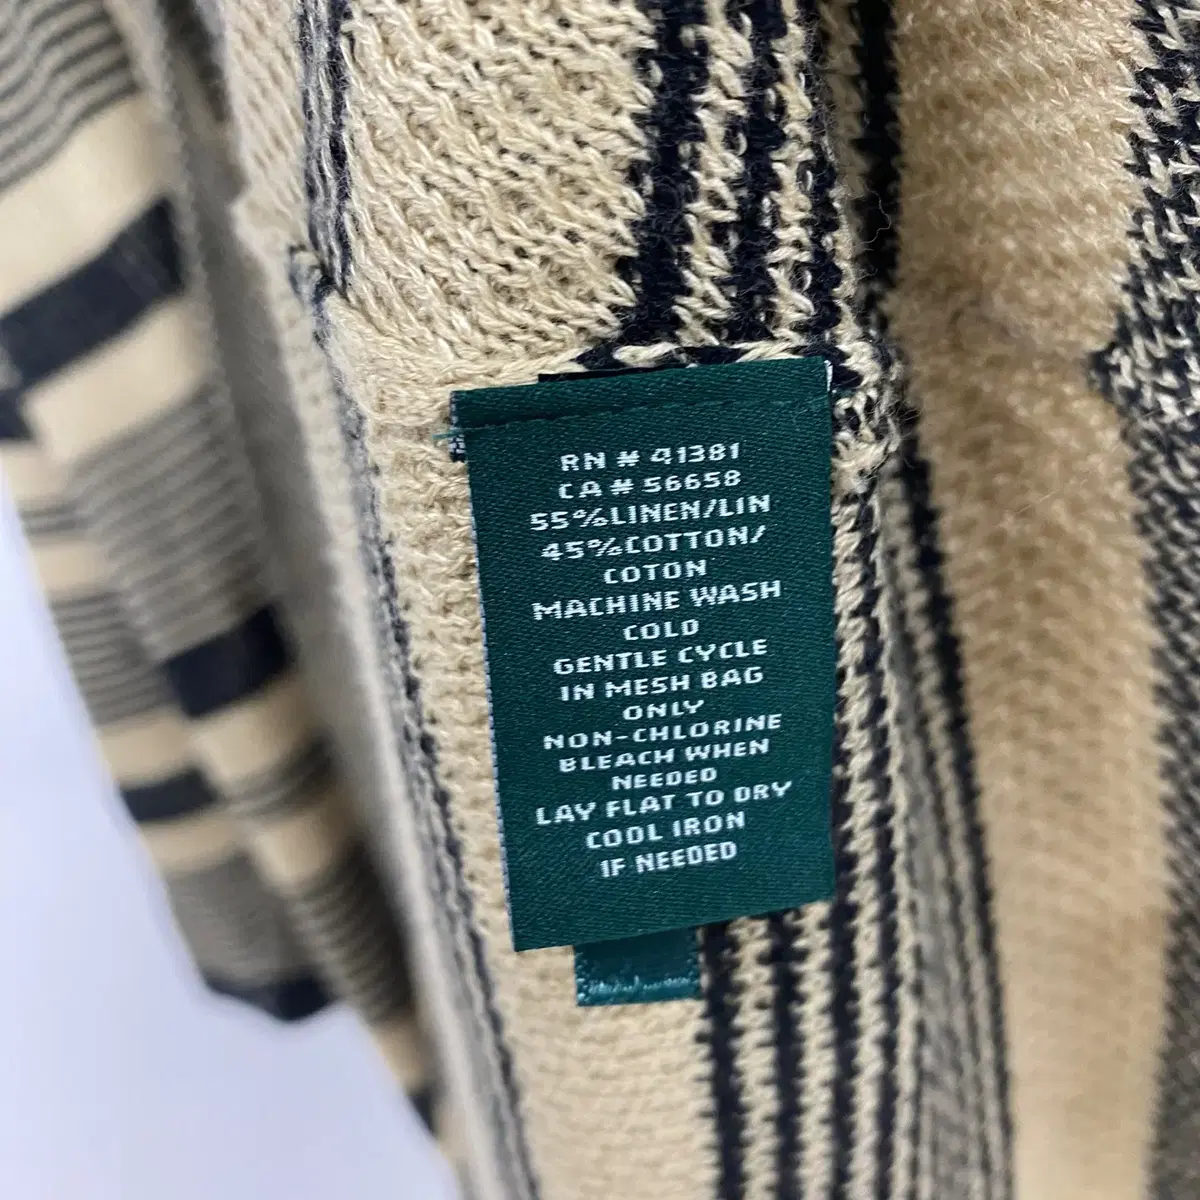 RN # 41381
CA # 56658
55%LINEN/LIN
45%COTTON/
COTON
MACHINE WASH
COLD
GENTLE CYCLE
IN MESH BAG
ONLY
NON-CHLORINE
BLEACH WHEN
NEEDED
LAY FLAT TO DRY
COOL IRON
IF NEEDED